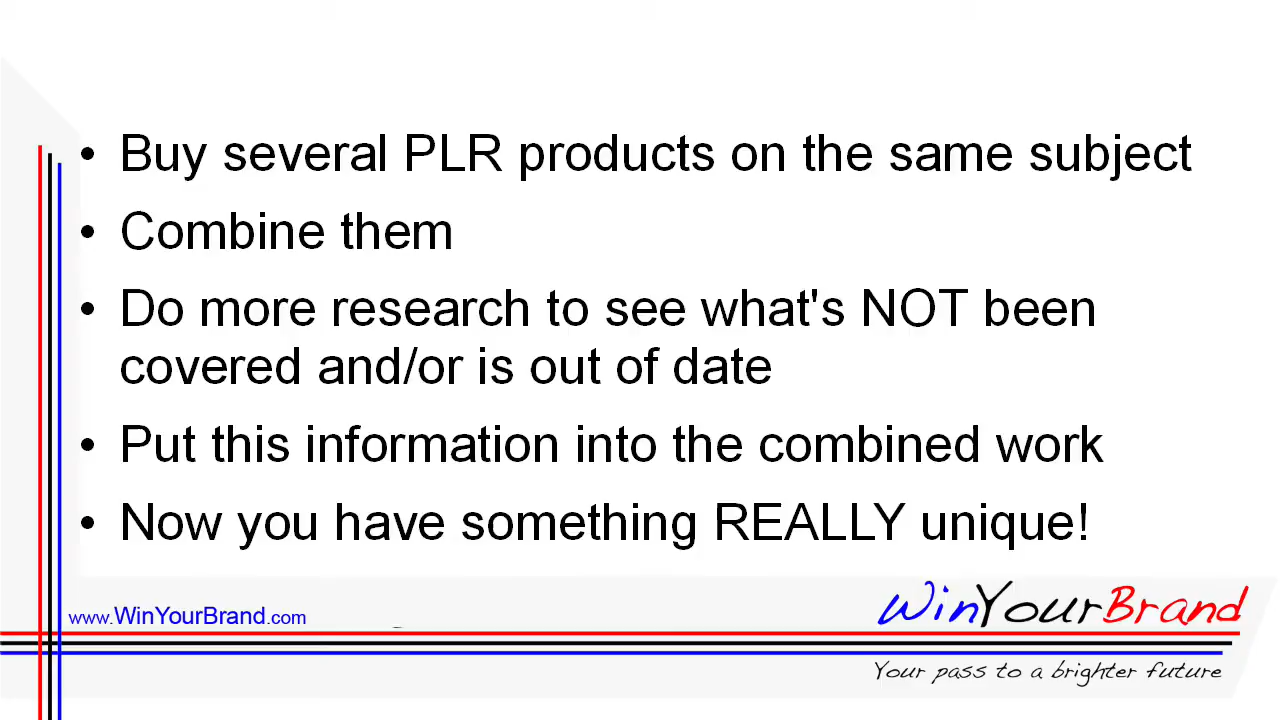 • Buy several PLR products on the same subject
• Combine them
• Do more research to see what's NOT been
covered and/or is out of date
• Put this information into the combined work
• Now you have something REALLY unique!
www.WinYourBrand.com
WinYourBrand
Your pass to a brighter future